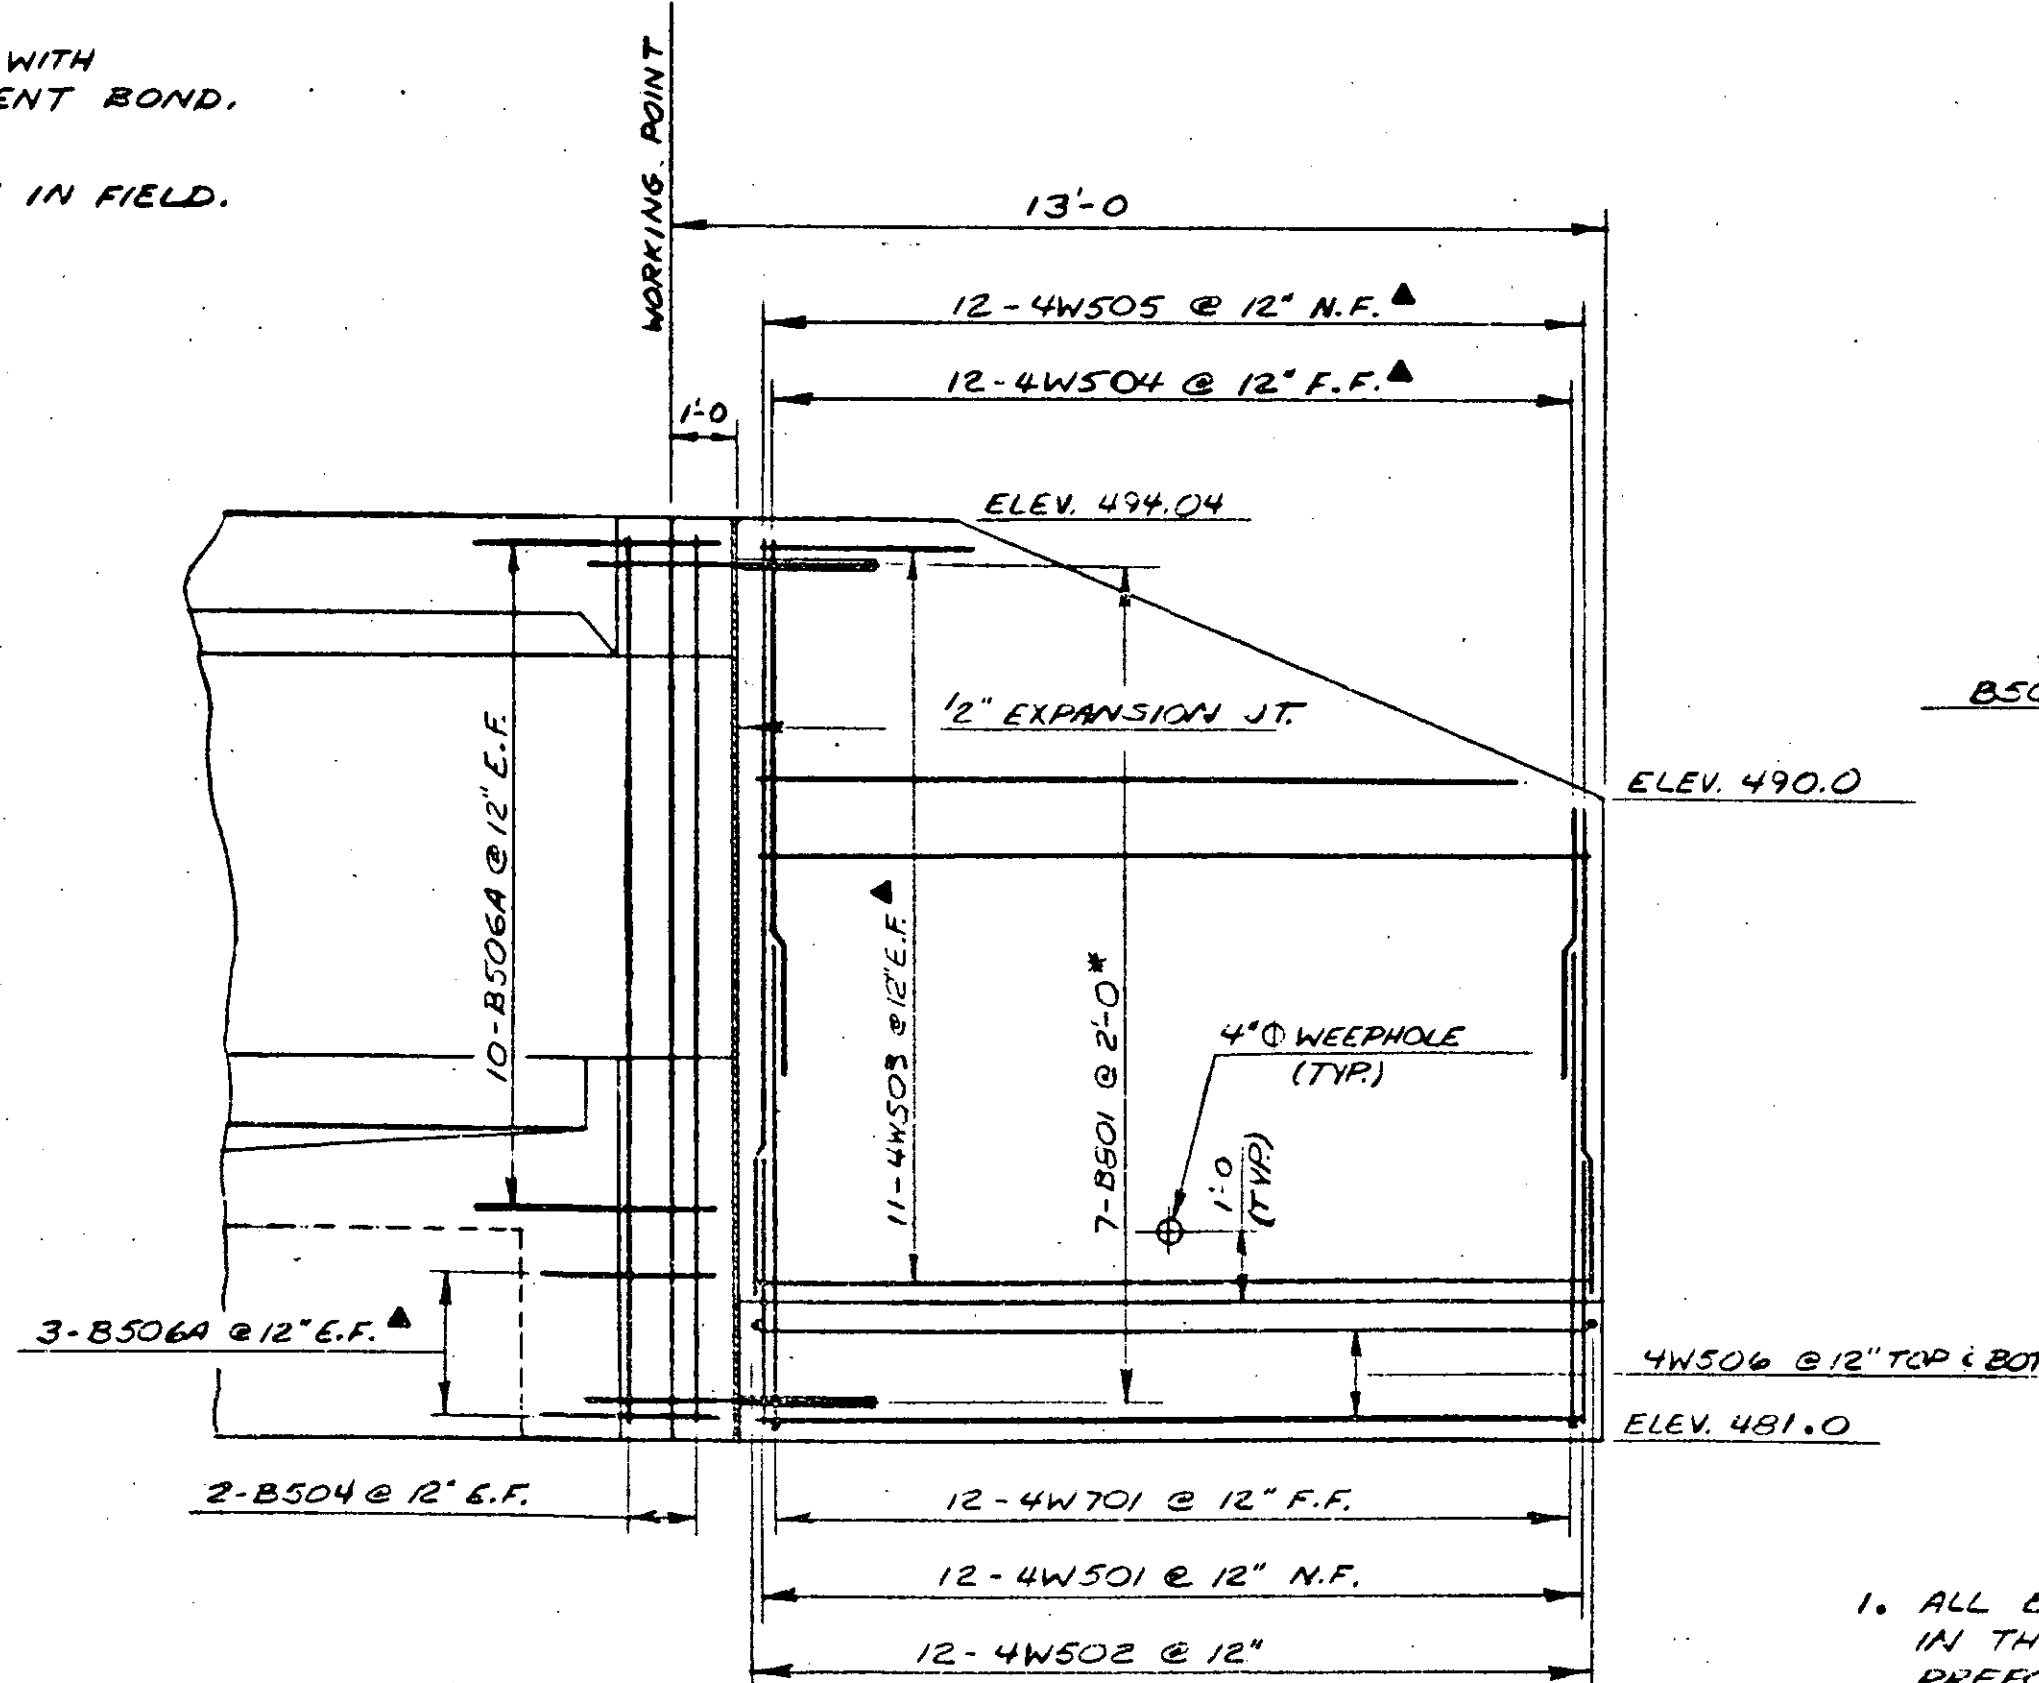 WITH
ENT BOND.
IN FIELD.
WORKING POINT
13'-0
12-4W505 @ 12" N.F.▲
12-4W504 @ 12" F.F.▲
1'-0
ELEV. 494.04
1/2" EXPANSION JT.
B50
ELEV. 490.0
10-B506A @ 12" E.F.
11-4W503 @ 12" E.F.▲
7-B801 @ 2'-0*
4"Φ WEEPHOLE
(TYP.)
1'-0
(TYP.)
3-B506A @ 12" E.F.▲
4W506 @ 12" TOP & BOT
ELEV. 481.0
2-B504 @ 12" E.F.
12-4W701 @ 12" F.F.
12-4W501 @ 12" N.F.
12-4W502 @ 12"
1. ALL
IN TH